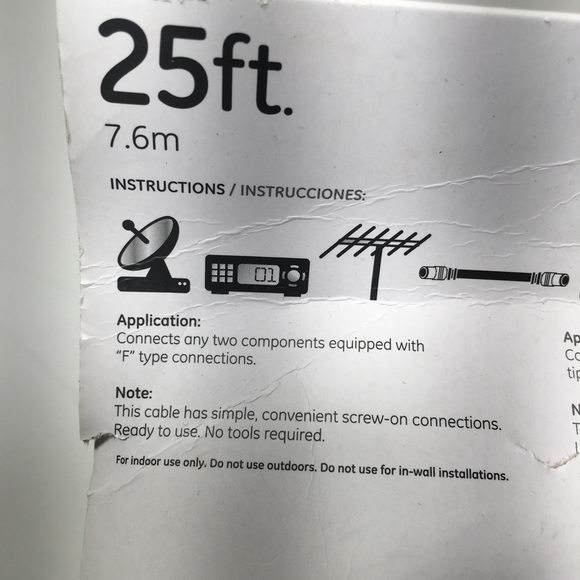 25ft.
7.6m
INSTRUCTIONS / INSTRUCCIONES:
01
Application:
Connects any two components equipped with
"F" type connections.
Note:
This cable has simple, convenient screw-on connections.
Ready to use. No tools required.
For indoor use only. Do not use outdoors. Do not use for in-wall installations.